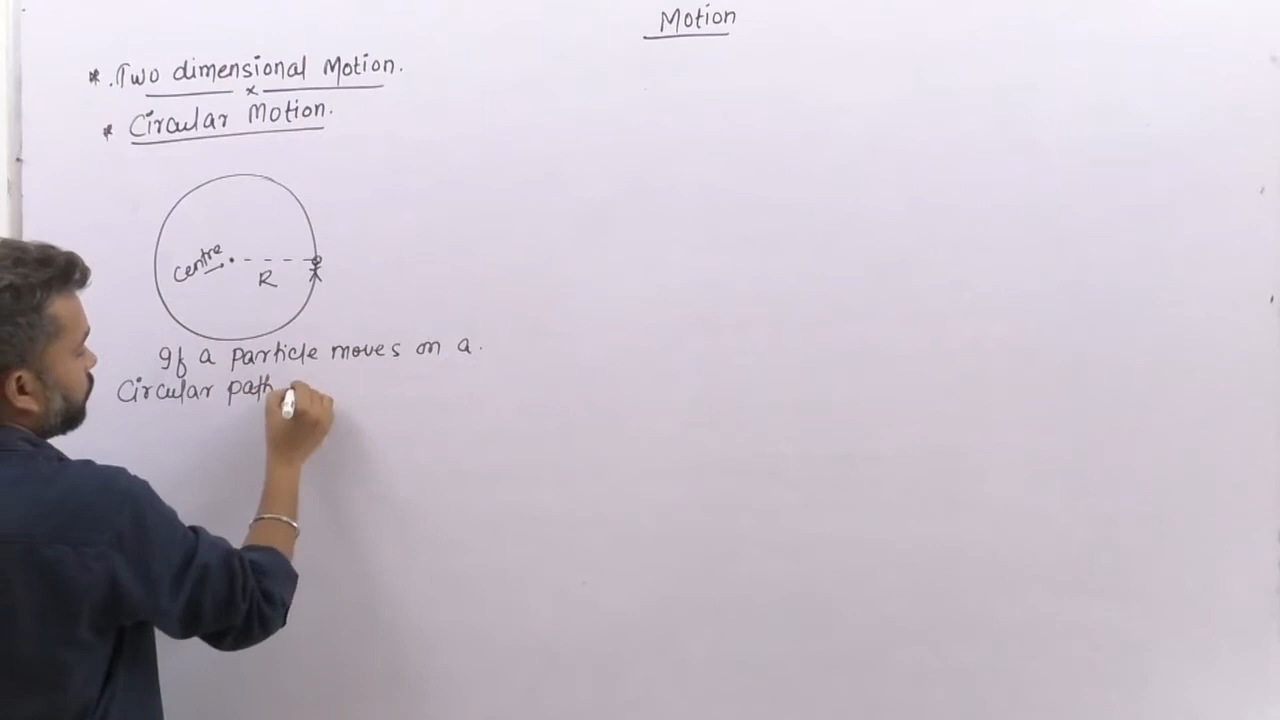 Motion
* . Two dimensional Motion.
x
* Circular Motion.
Centre
R
If a particle moves on a.
Circular path